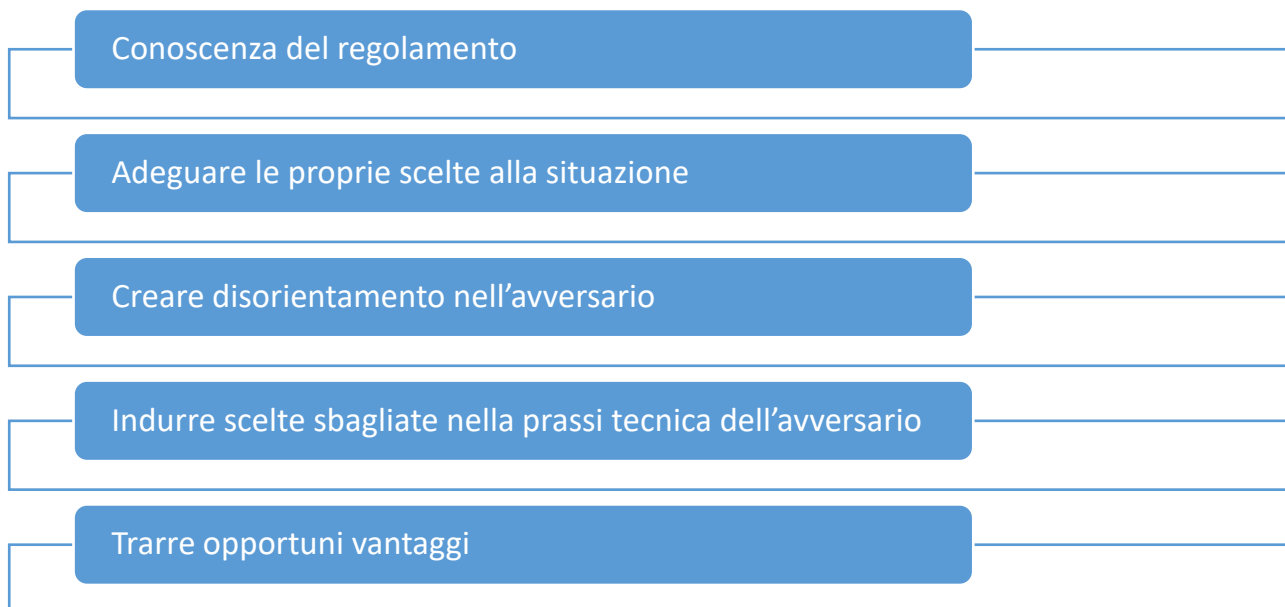 Conoscenza del regolamento
Adeguare le proprie scelte alla situazione
Creare disorientamento nell’avversario
Indurre scelte sbagliate nella prassi tecnica dell’avversario
Trarre opportuni vantaggi